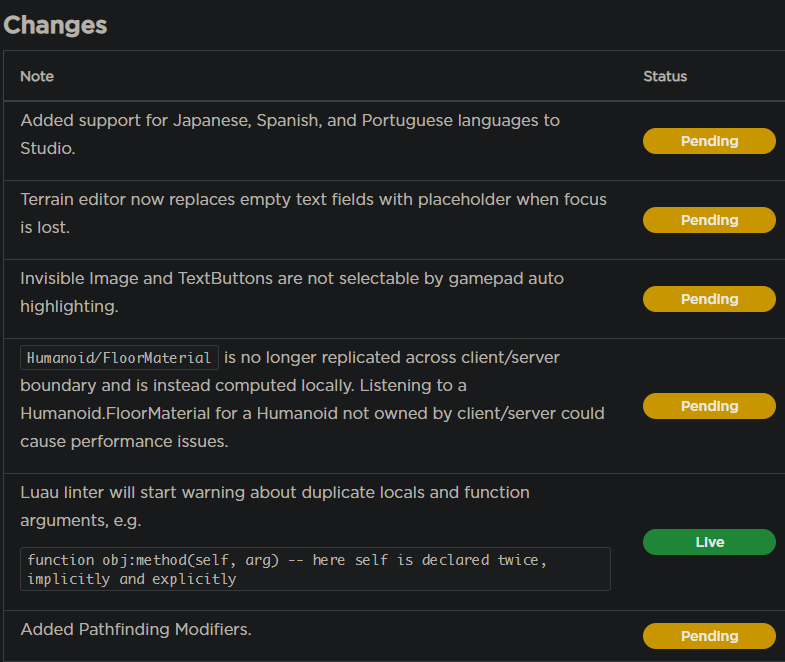 Changes
Note Status
Added support for Japanese, Spanish, and Portuguese languages to
Studio.
Pending
Terrain editor now replaces empty text fields with placeholder when focus
is lost.
Pending
Invisible Image and TextButtons are not selectable by gamepad auto
highlighting.
Pending
Humanoid/FloorMaterial is no longer replicated across client/server
boundary and is instead computed locally. Listening to a
Humanoid.FloorMaterial for a Humanoid not owned by client/server could
cause performance issues.
Pending
Luau linter will start warning about duplicate locals and function
arguments, e.g.
function obj:method(self, arg) -- here self is declared twice,
implicitly and explicitly
Live
Added Pathfinding Modifiers.
Pending